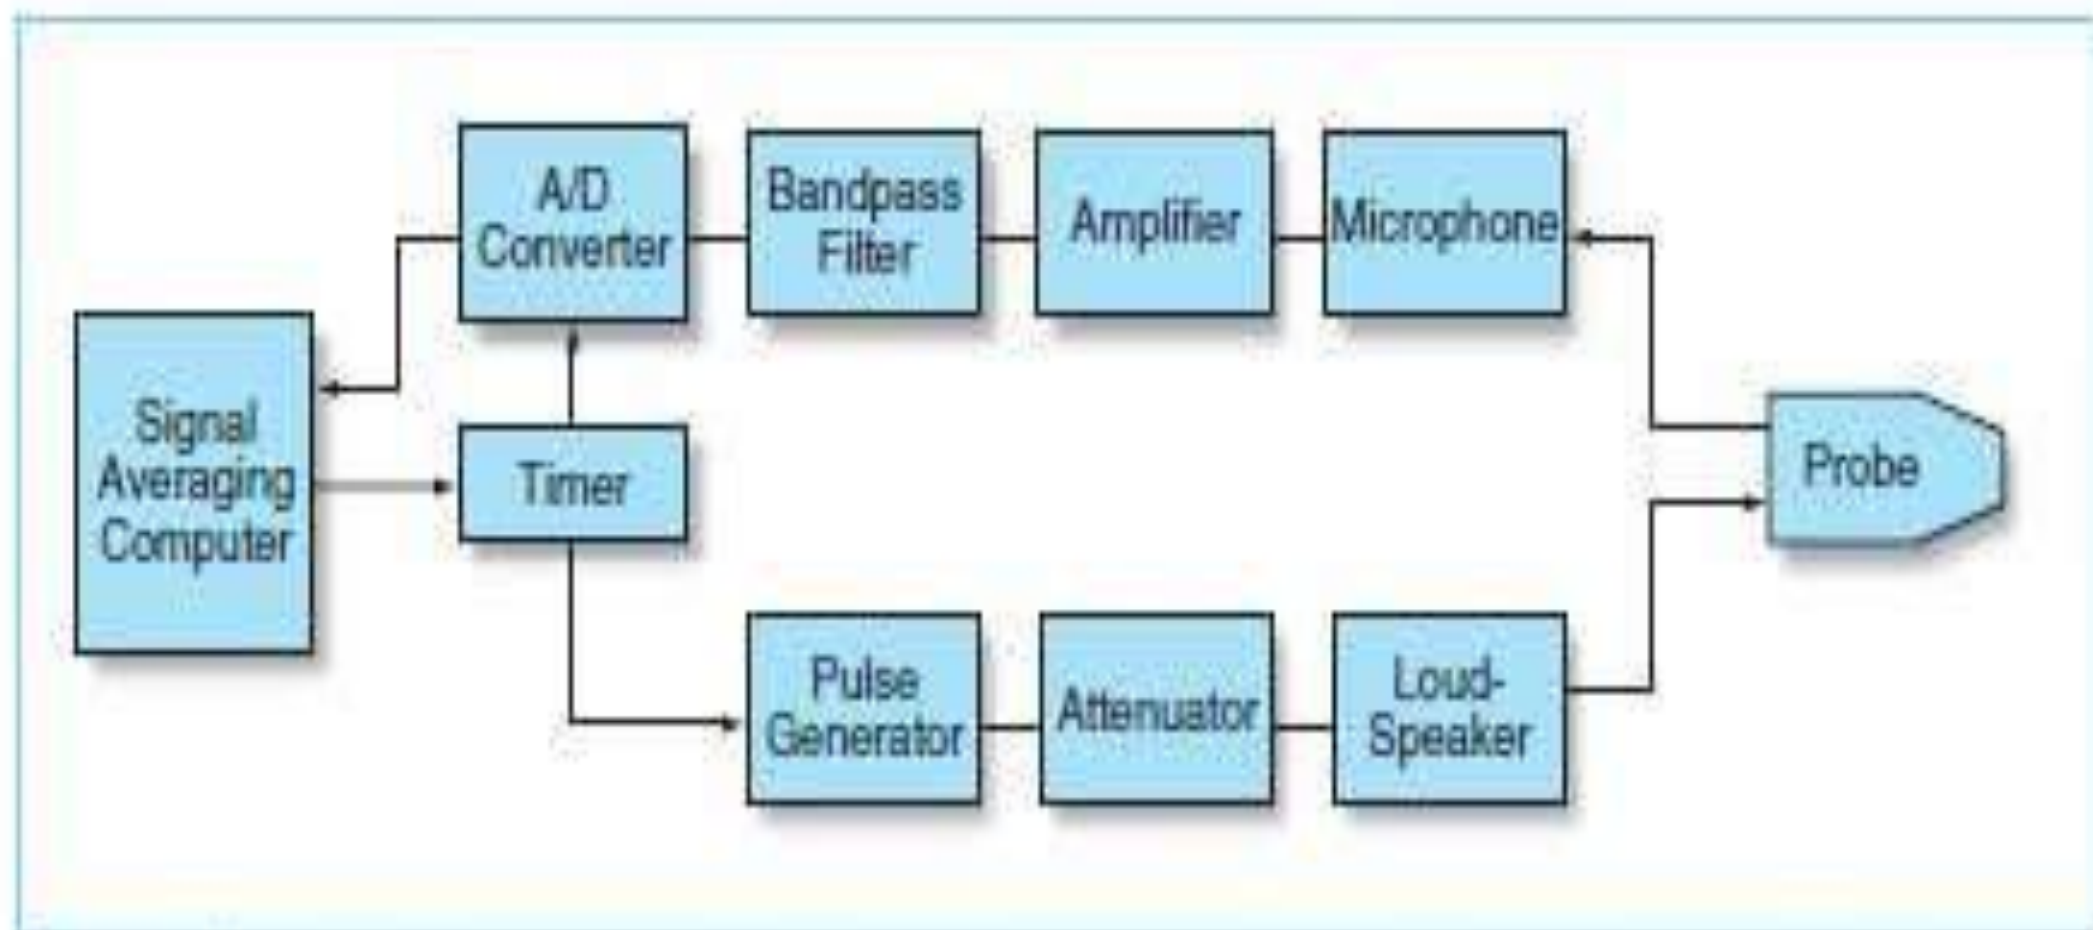 A/D
Converter
Bandpass
Filter
Amplifier
Microphone
Signal
Averaging
Computer
Timer
Probe
Pulse
Generator
Attenuator
Loud-
Speaker